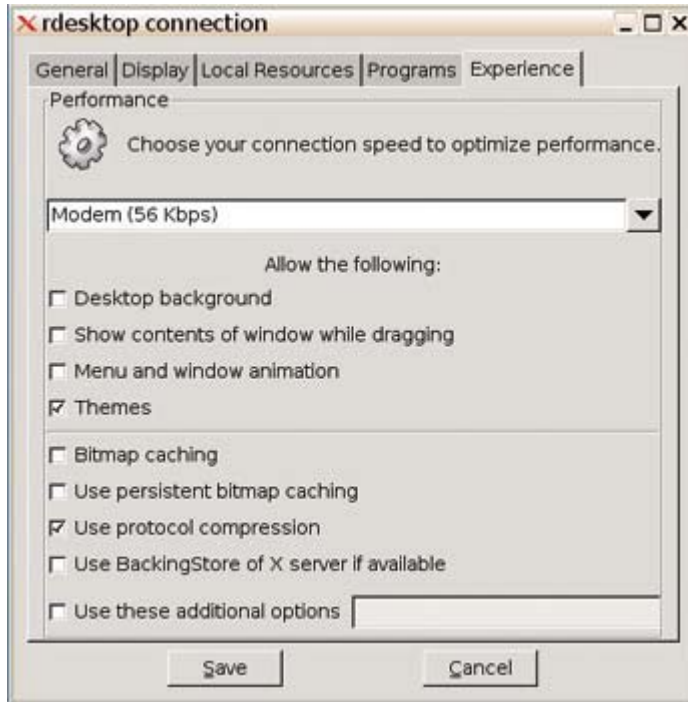 rdesktop connection
General Display Local Resources Programs Experience
Performance
Choose your connection speed to optimize performance.
Modem (56 Kbps)
Allow the following:
Desktop background
Show contents of window while dragging
Menu and window animation
Themes
Bitmap caching
Use persistent bitmap caching
Use protocol compression
Use BackingStore of X server if available
Use these additional options
Save Cancel